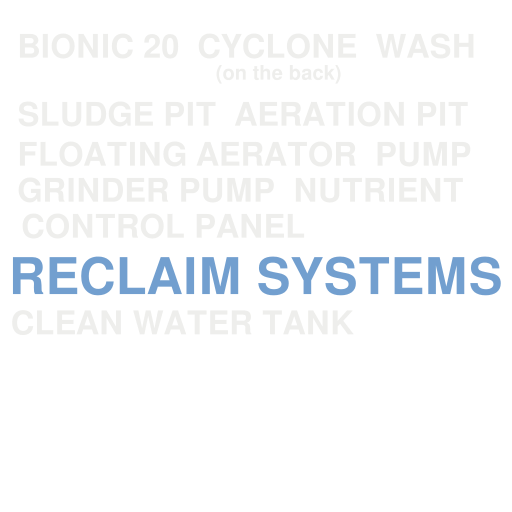 BIONIC 20 CYCLONE WASH
(on the back)
SLUDGE PIT AERATION PIT
FLOATING AERATOR PUMP
GRINDER PUMP NUTRIENT
CONTROL PANEL
RECLAIM SYSTEMS
CLEAN WATER TANK